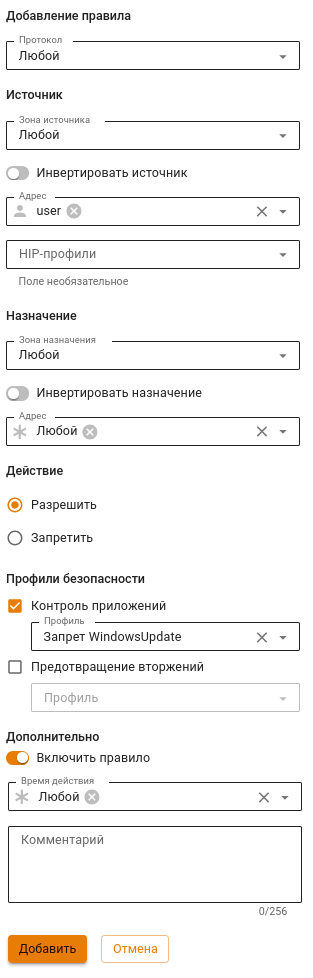 Добавление правила
Протокол
Любой
Источник
Зона источника
Любой
Инвертировать источник
Адрес
user
HIP-профили
Поле необязательное
Назначение
Зона назначения
Любой
Инвертировать назначение
Адрес
Любой
Действие
Разрешить
Запретить
Профили безопасности
Контроль приложений
Профиль
Запрет WindowsUpdate
Предотвращение вторжений
Профиль
Дополнительно
Включить правило
Время действия
Любой
Комментарий
0/256
Добавить Отмена